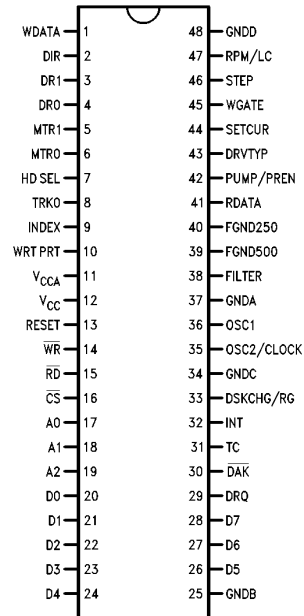 WDATA 1 48 GNDD
DIR 2 47 RPM/LC
DR1 3 46 STEP
DR0 4 45 WGATE
MTR1 5 44 SETCUR
MTR0 6 43 DRVTYP
HD SEL 7 42 PUMP/PREN
TRK0 8 41 RDATA
INDEX 9 40 FGND250
WRT PRT 10 39 FGND500
VCCA 11 38 FILTER
VCC 12 37 GNDA
RESET 13 36 OSC1
W̅R̅ 14 35 OSC2/CLOCK
R̅D̅ 15 34 GNDC
C̅S̅ 16 33 DSKCHG/RG
A0 17 32 INT
A1 18 31 TC
A2 19 30 D̅A̅K̅
D0 20 29 DRQ
D1 21 28 D7
D2 22 27 D6
D3 23 26 D5
D4 24 25 GNDB